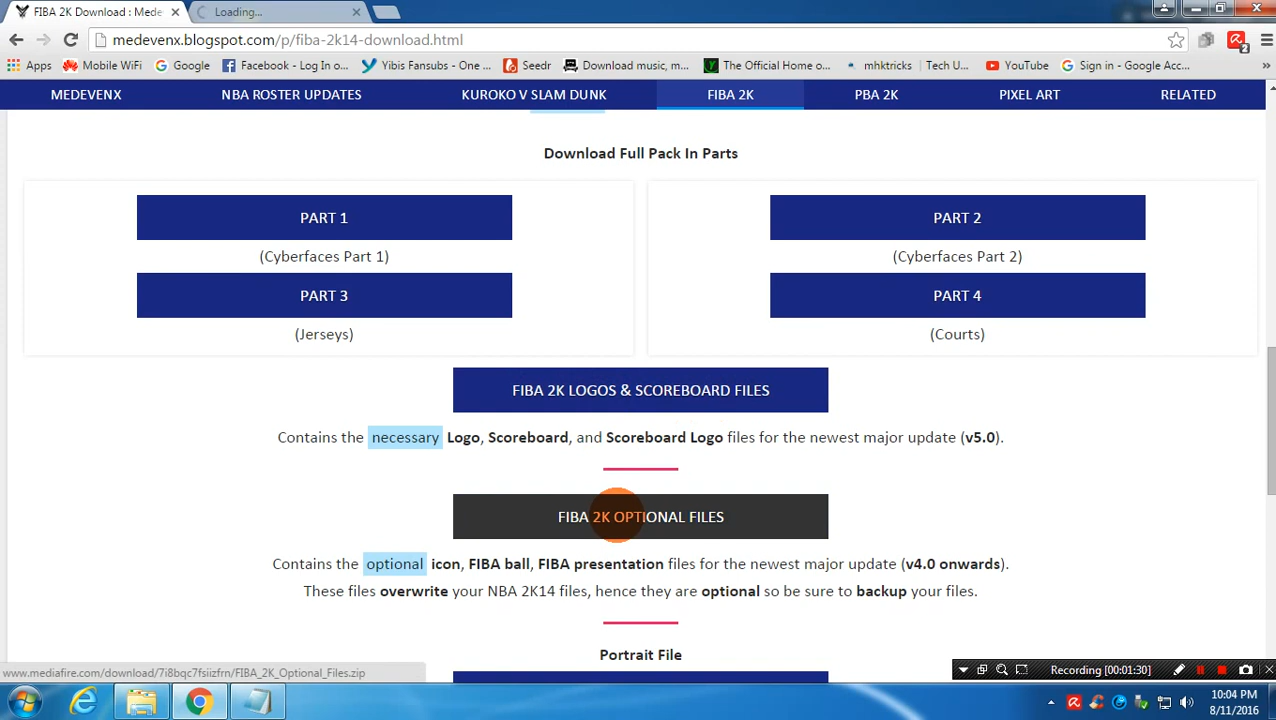 FIBA 2K Download : Mede
Loading...
medevenx.blogspot.com/p/fiba-2k14-download.html
Apps
Mobile WiFi
Google
Facebook - Log In o...
Yibis Fansubs - One ...
Seedr
Download music, m...
The Official Home o...
mhktricks
Tech U...
YouTube
Sign in - Google Acc...
»
2
MEDEVENX
NBA ROSTER UPDATES
KUROKO V SLAM DUNK
FIBA 2K
PBA 2K
PIXEL ART
RELATED
Download Full Pack In Parts
PART 1
PART 2
(Cyberfaces Part 1)
(Cyberfaces Part 2)
PART 3
PART 4
(Jerseys)
(Courts)
FIBA 2K LOGOS & SCOREBOARD FILES
Contains the necessary Logo, Scoreboard, and Scoreboard Logo files for the newest major update (v5.0).
FIBA 2K OPTIONAL FILES
Contains the optional icon, FIBA ball, FIBA presentation files for the newest major update (v4.0 onwards).
These files overwrite your NBA 2K14 files, hence they are optional so be sure to backup your files.
Portrait File
www.mediafire.com/download/7i8bqc7fsiizfrn/FIBA_2K_Optional_Files.zip
Recording [00:01:30]
10:04 PM
8/11/2016